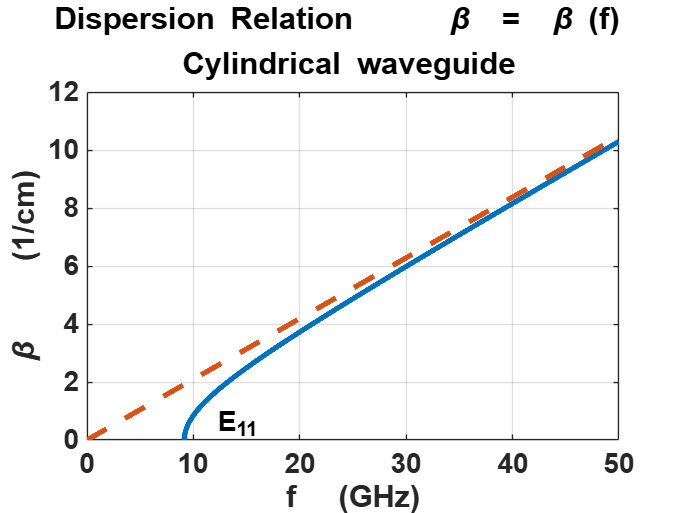 Dispersion Relation β = β (f)
Cylindrical waveguide
12
10
8
6
4
2
0
β (1/cm)
E₁₁
0 10 20 30 40 50
f (GHz)